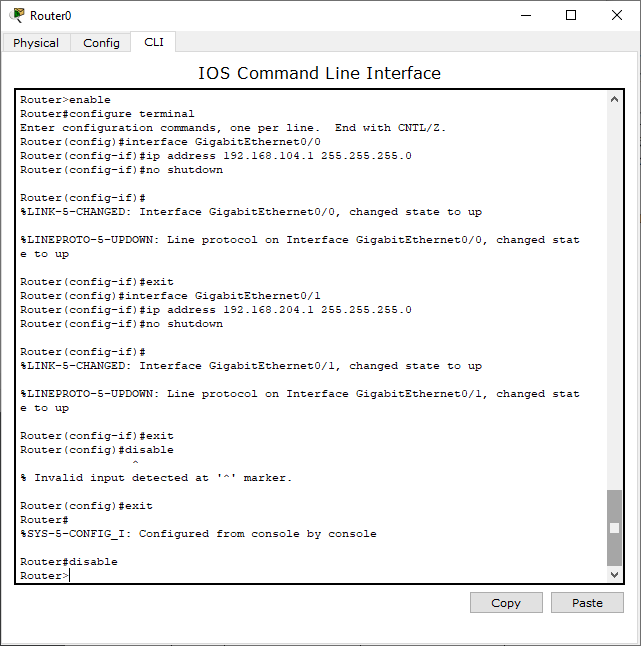 Router0
Physical Config CLI
IOS Command Line Interface
Router>enable
Router#configure terminal
Enter configuration commands, one per line.  End with CNTL/Z.
Router(config)#interface GigabitEthernet0/0
Router(config-if)#ip address 192.168.104.1 255.255.255.0
Router(config-if)#no shutdown
Router(config-if)#
%LINK-5-CHANGED: Interface GigabitEthernet0/0, changed state to up
%LINEPROTO-5-UPDOWN: Line protocol on Interface GigabitEthernet0/0, changed stat
e to up
Router(config-if)#exit
Router(config)#interface GigabitEthernet0/1
Router(config-if)#ip address 192.168.204.1 255.255.255.0
Router(config-if)#no shutdown
Router(config-if)#
%LINK-5-CHANGED: Interface GigabitEthernet0/1, changed state to up
%LINEPROTO-5-UPDOWN: Line protocol on Interface GigabitEthernet0/1, changed stat
e to up
Router(config-if)#exit
Router(config)#disable
^
% Invalid input detected at '^' marker.
Router(config)#exit
Router#
%SYS-5-CONFIG_I: Configured from console by console
Router#disable
Router>
Copy Paste